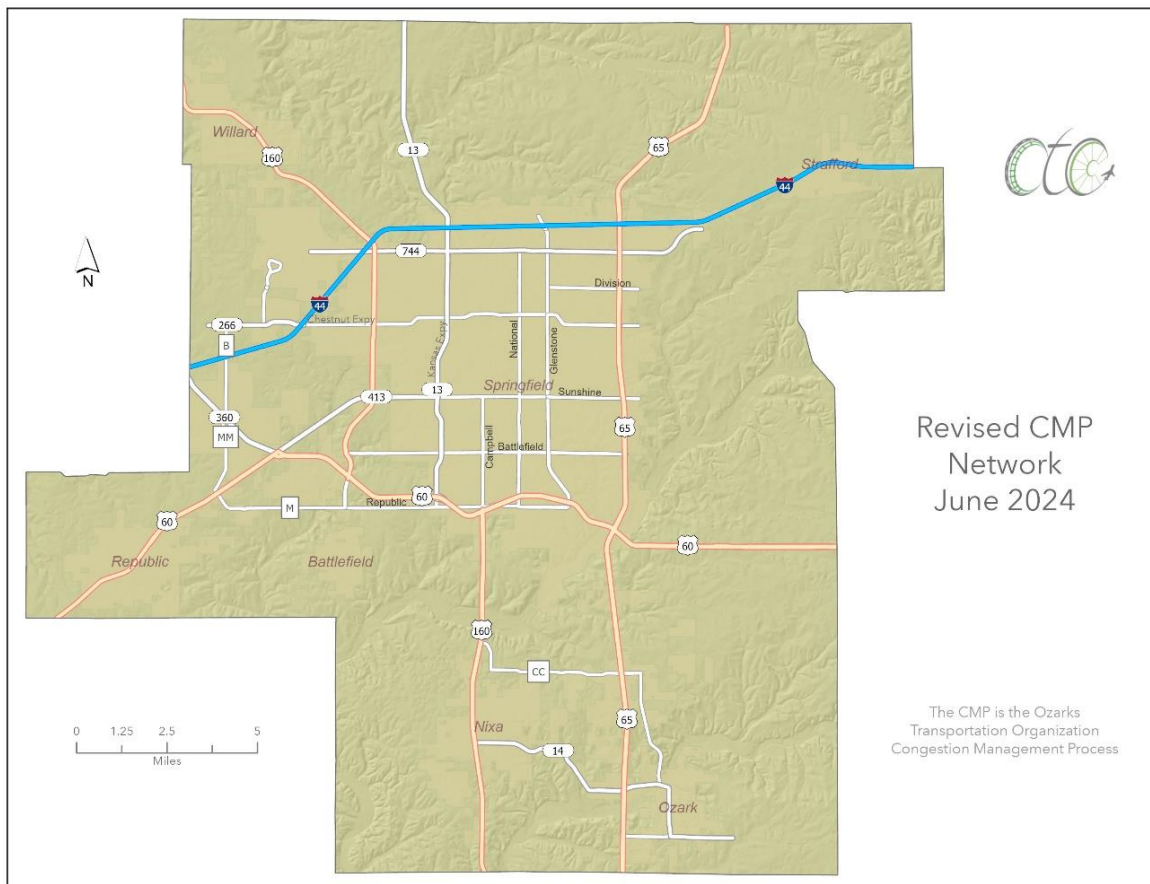 Willard
160
13
65
Strafford
44
744
Division
44
266
Chestnut Expy
B
Kansas Expy
National
Glenstone
Springfield
413
13
Sunshine
360
MM
65
Campbell
Battlefield
60
M
Republic
60
60
Republic
Battlefield
160
CC
65
Nixa
14
Ozark
N
0 1.25 2.5 5
Miles
cto
Revised CMP
Network
June 2024
The CMP is the Ozarks
Transportation Organization
Congestion Management Process